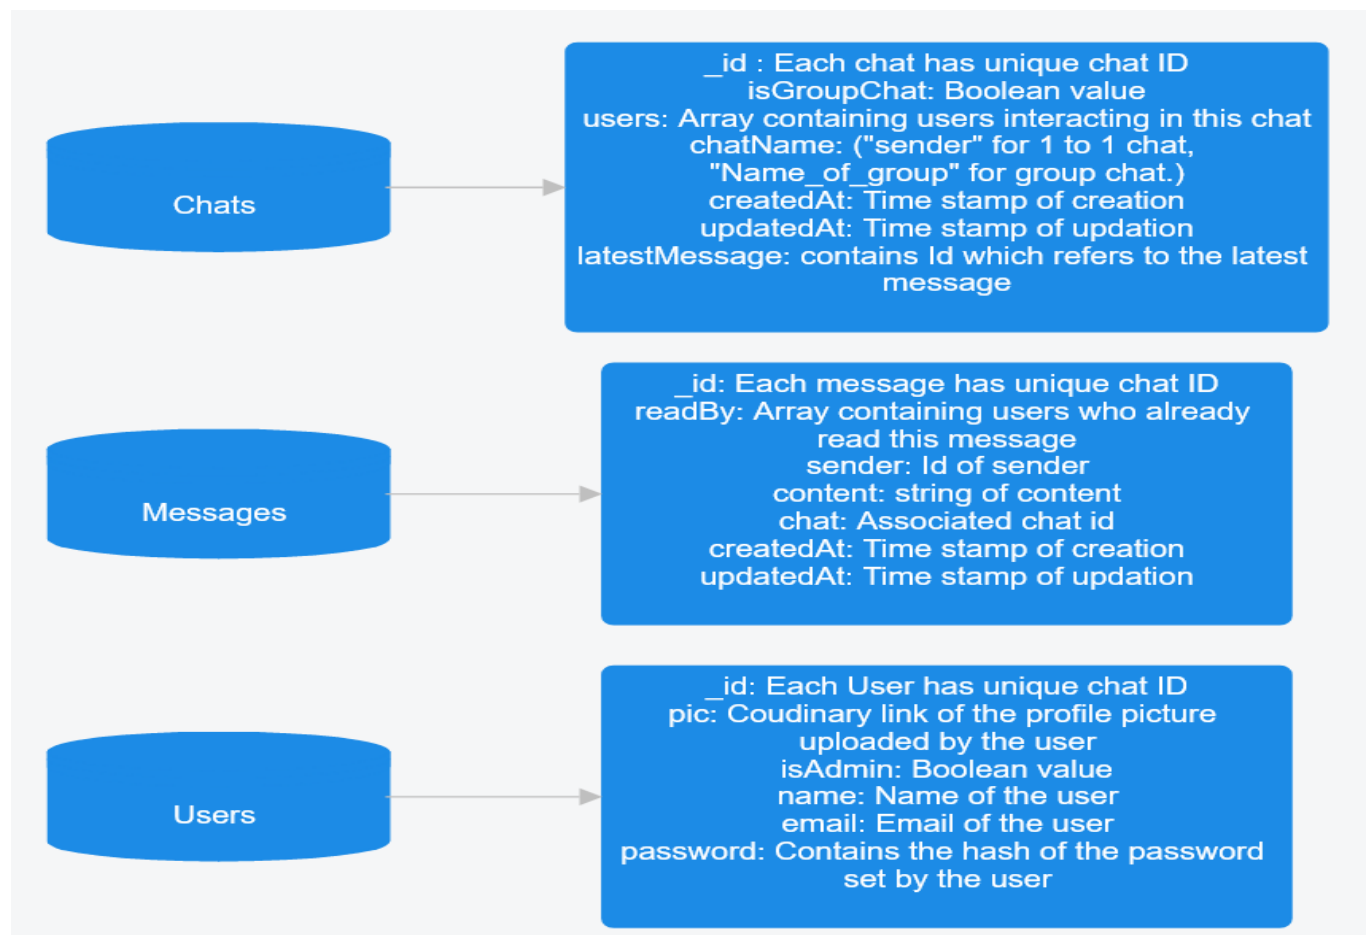 Chats
_id : Each chat has unique chat ID
isGroupChat: Boolean value
users: Array containing users interacting in this chat
chatName: ("sender" for 1 to 1 chat,
"Name_of_group" for group chat.)
createdAt: Time stamp of creation
updatedAt: Time stamp of updation
latestMessage: contains Id which refers to the latest
message
Messages
_id: Each message has unique chat ID
readBy: Array containing users who already
read this message
sender: Id of sender
content: string of content
chat: Associated chat id
createdAt: Time stamp of creation
updatedAt: Time stamp of updation
Users
_id: Each User has unique chat ID
pic: Coudinary link of the profile picture
uploaded by the user
isAdmin: Boolean value
name: Name of the user
email: Email of the user
password: Contains the hash of the password
set by the user